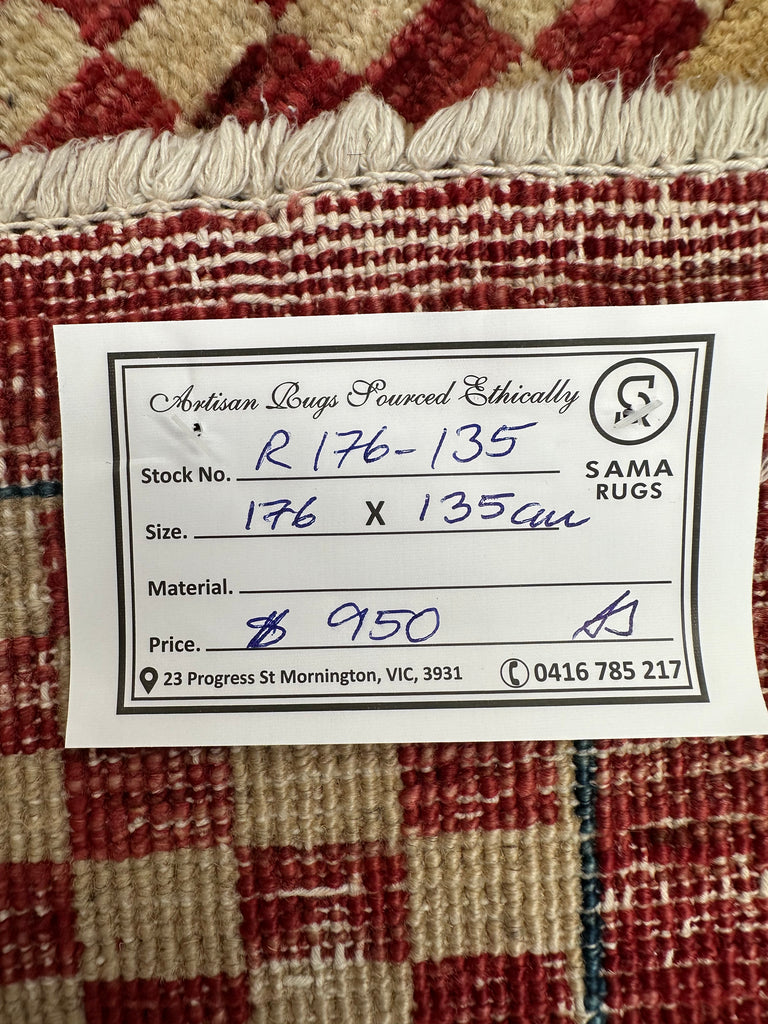 Artisan Rugs Sourced Ethically
S
SAMA
RUGS
Stock No. R 176-135
Size. 176 X 135cm
Material.
Price. $ 950
23 Progress St Mornington, VIC, 3931
0416 785 217